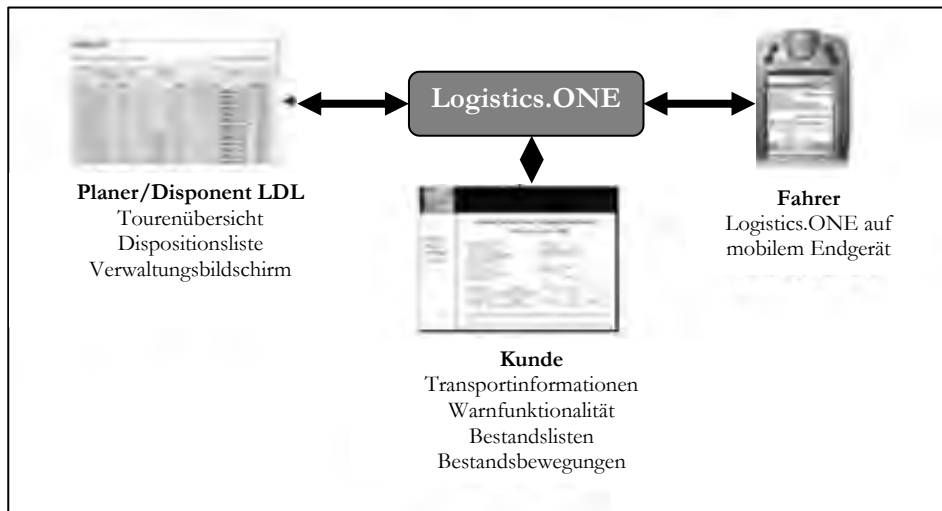 Logistics.ONE
Planer/Disponent LDL
Tourenübersicht
Dispositionsliste
Verwaltungsbildschirm
Fahrer
Logistics.ONE auf
mobilem Endgerät
Kunde
Transportinformationen
Warnfunktionalität
Bestandslisten
Bestandsbewegungen